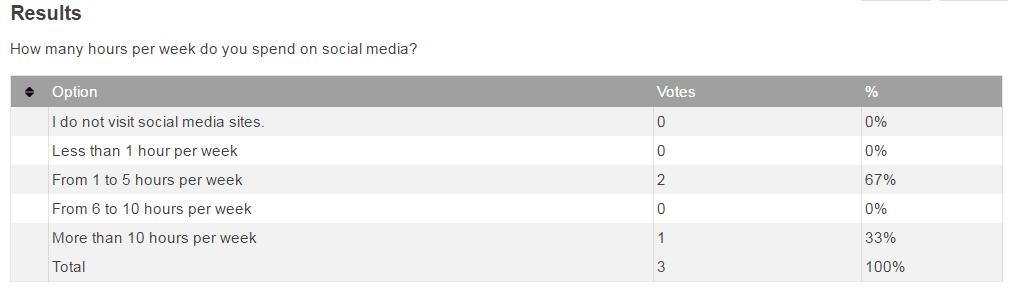 Results
How many hours per week do you spend on social media?
Option Votes %
I do not visit social media sites. 0 0%
Less than 1 hour per week 0 0%
From 1 to 5 hours per week 2 67%
From 6 to 10 hours per week 0 0%
More than 10 hours per week 1 33%
Total 3 100%